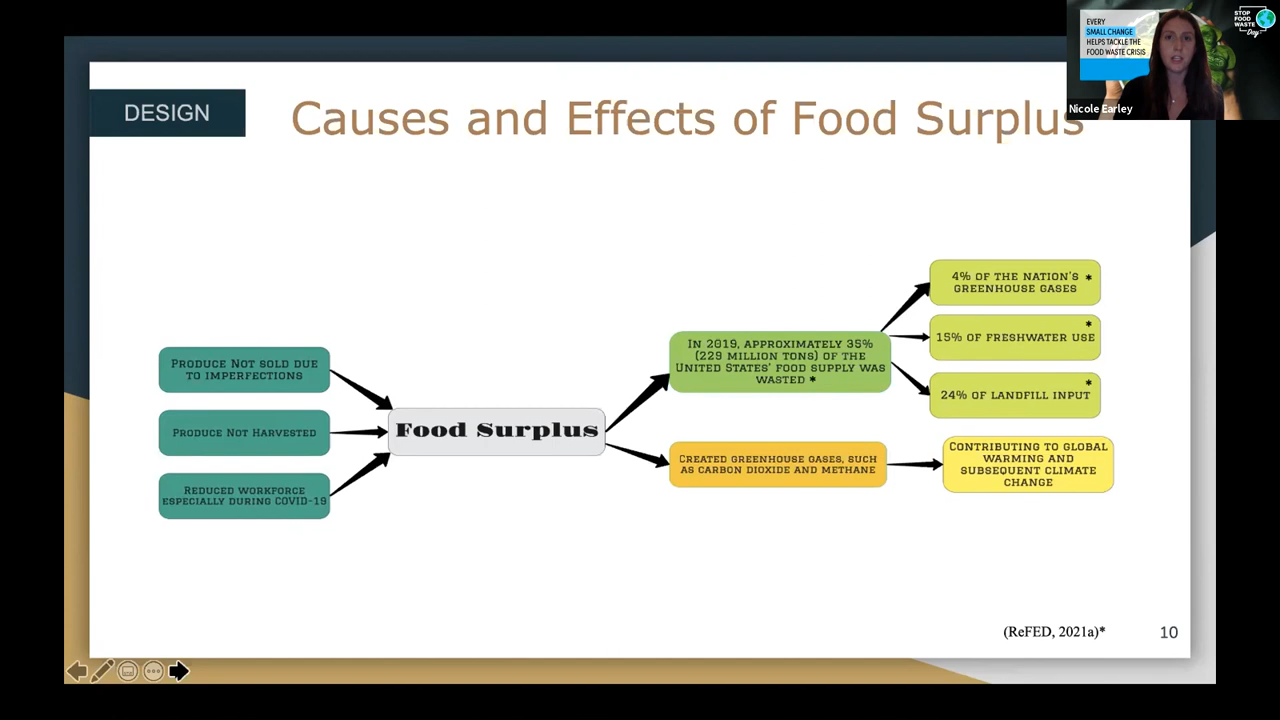 EVERY
SMALL CHANGE
HELPS TACKLE THE
FOOD WASTE CRISIS
STOP
FOOD
WASTE
Day
Nicole Earley
DESIGN
Causes and Effects of Food Surplus
Produce Not sold due
to imperfections
Produce Not Harvested
Reduced workforce
especially during COVID-19
Food Surplus
In 2019, approximately 35%
(229 million tons) of the
United States' food supply was
wasted *
Created greenhouse gases, such
as carbon dioxide and methane
4% of the nation's *
greenhouse gases
*
15% of freshwater use
*
24% of landfill input
Contributing to global
warming and
subsequent climate
change
(ReFED, 2021a)*
10